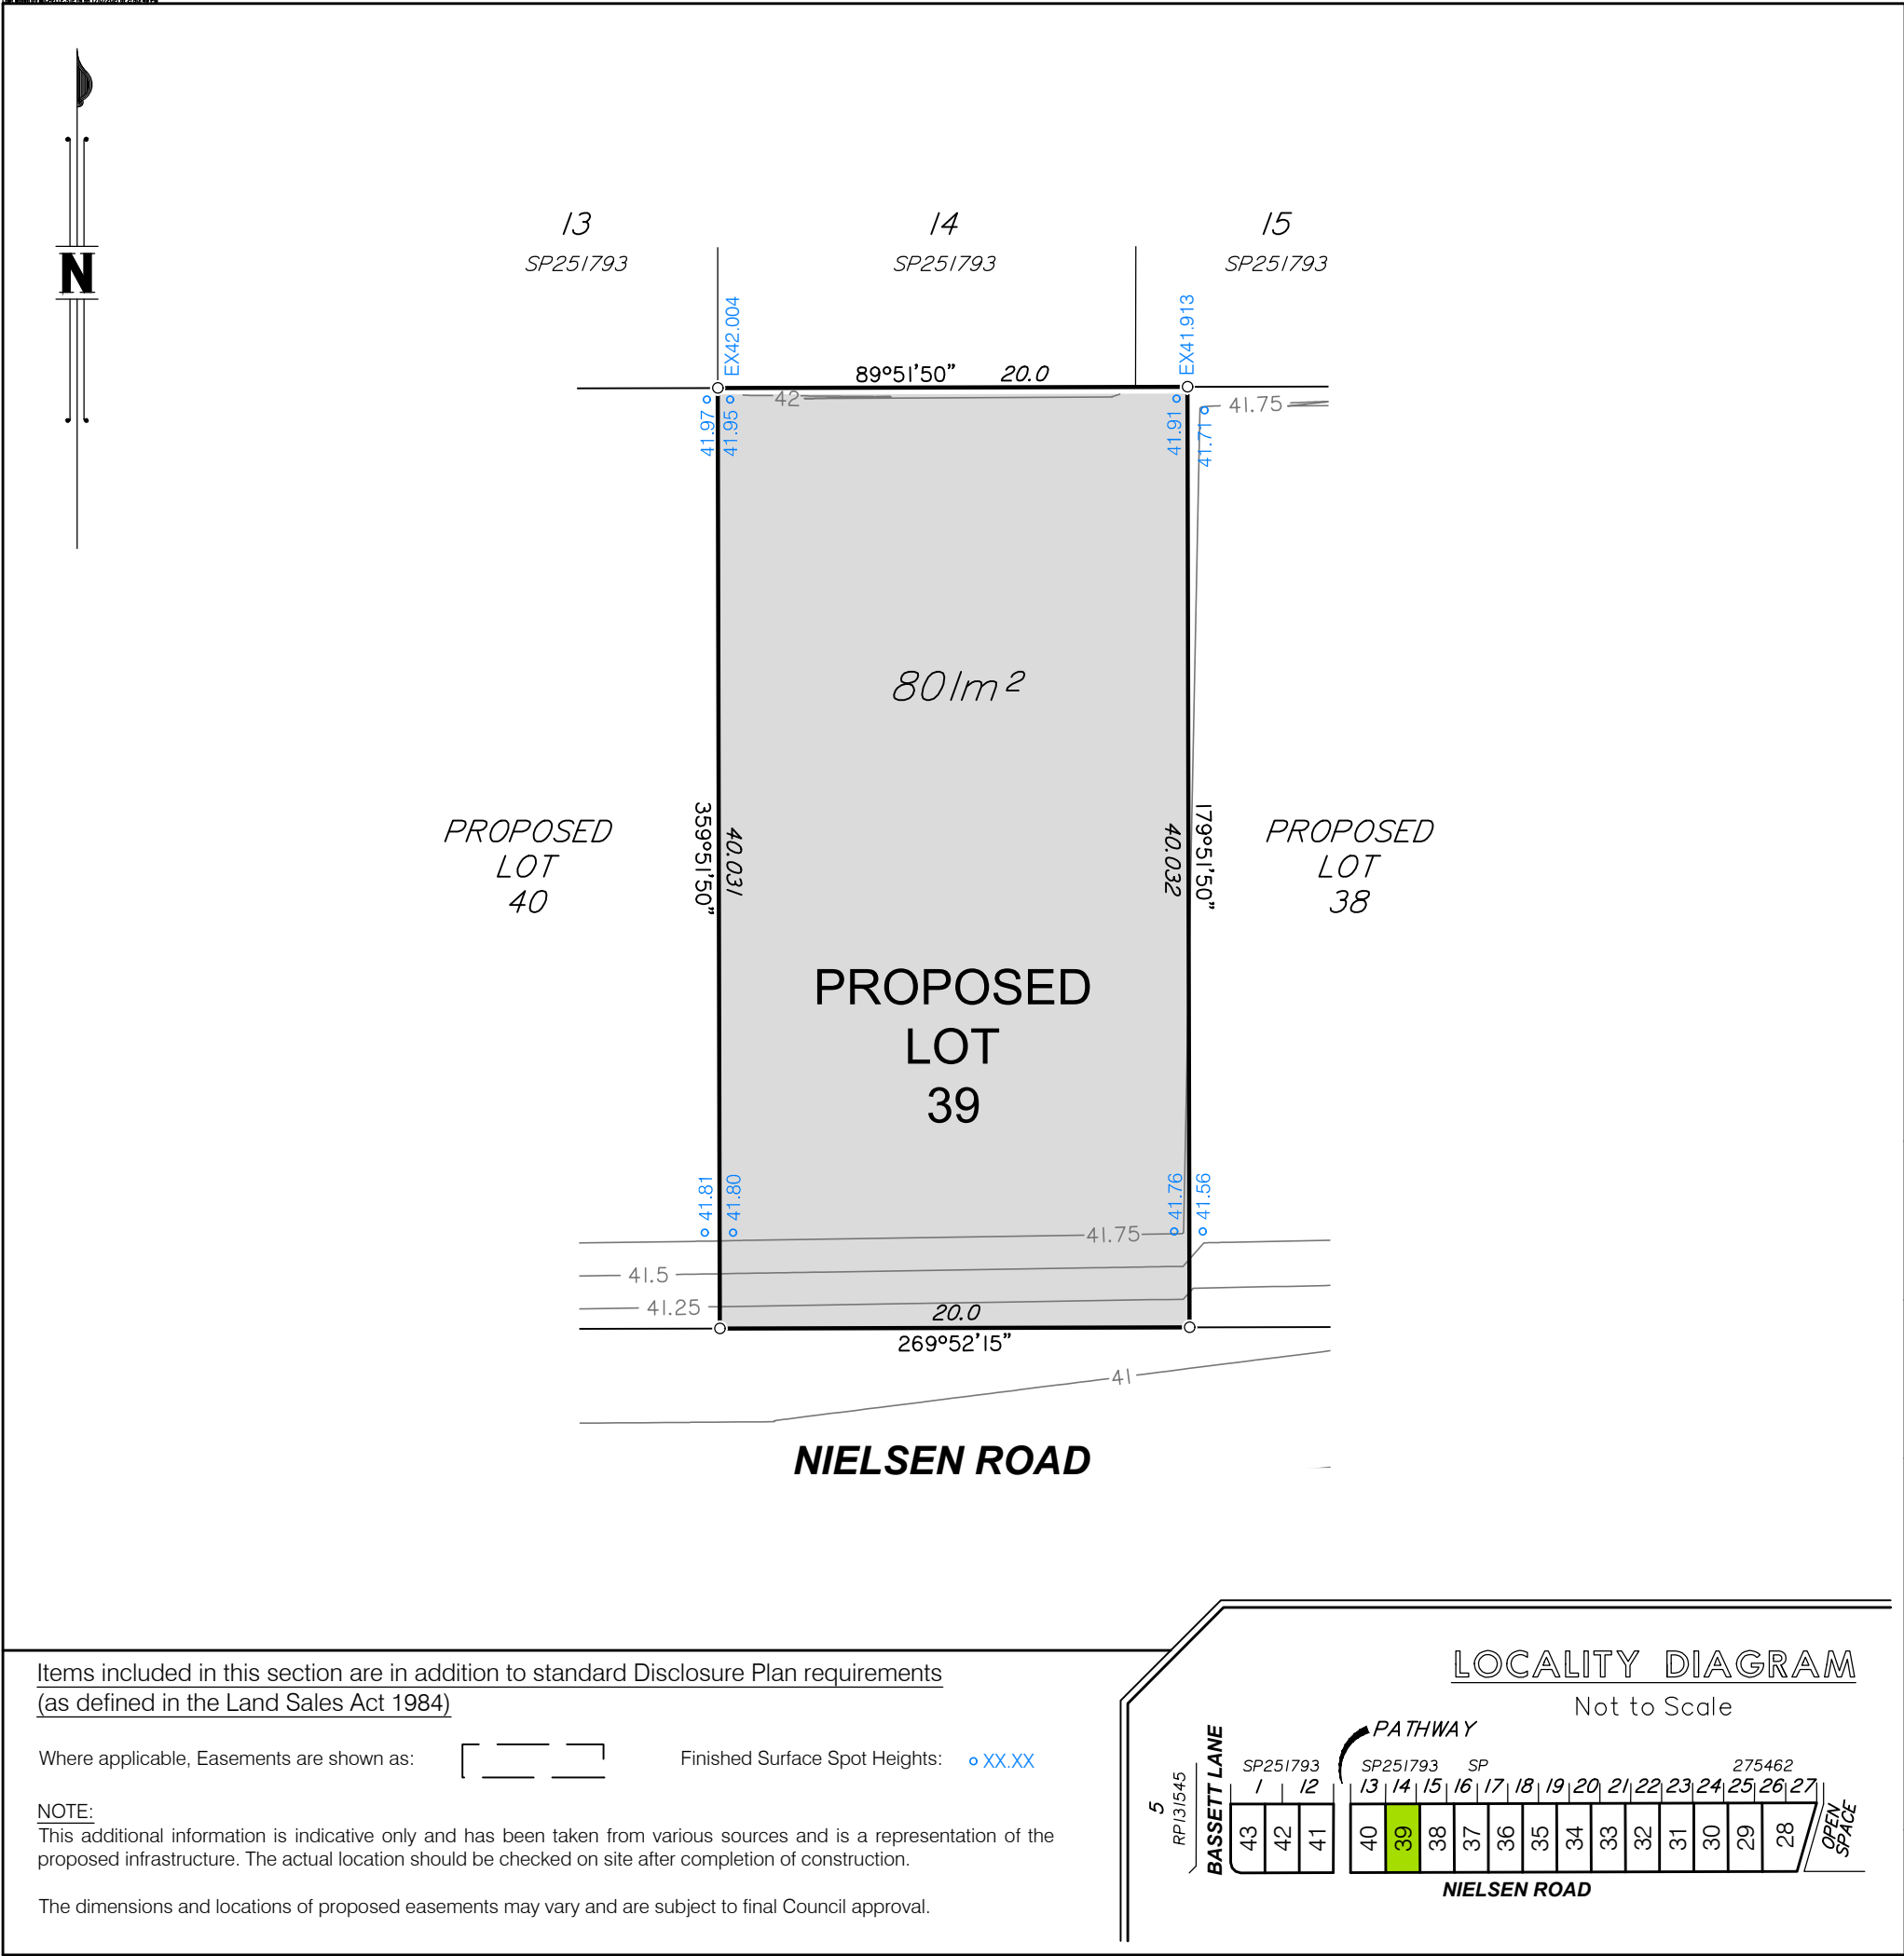 N
13
14
15
SP251793
SP251793
SP251793
EX42.004
EX41.913
89°51'50"
20.0
42
41.75
41.97
41.95
41.91
41.71
801m²
359°51'50"
40.031
40.032
179°51'50"
PROPOSED
LOT
40
PROPOSED
LOT
38
PROPOSED
LOT
39
41.81
41.80
41.76
41.56
41.75
41.5
41.25
20.0
269°52'15"
41
NIELSEN ROAD
Items included in this section are in addition to standard Disclosure Plan requirements
(as defined in the Land Sales Act 1984)
Where applicable, Easements are shown as:
Finished Surface Spot Heights:
XX.XX
NOTE:
This additional information is indicative only and has been taken from various sources and is a representation of the
proposed infrastructure. The actual location should be checked on site after completion of construction.
The dimensions and locations of proposed easements may vary and are subject to final Council approval.
LOCALITY DIAGRAM
Not to Scale
PATHWAY
5
RP131545
BASSETT LANE
SP251793
SP251793
SP
275462
1 12 13 14 15 16 17 18 19 20 21 22 23 24 25 26 27
43 42 41 40 39 38 37 36 35 34 33 32 31 30 29 28
OPEN
SPACE
NIELSEN ROAD